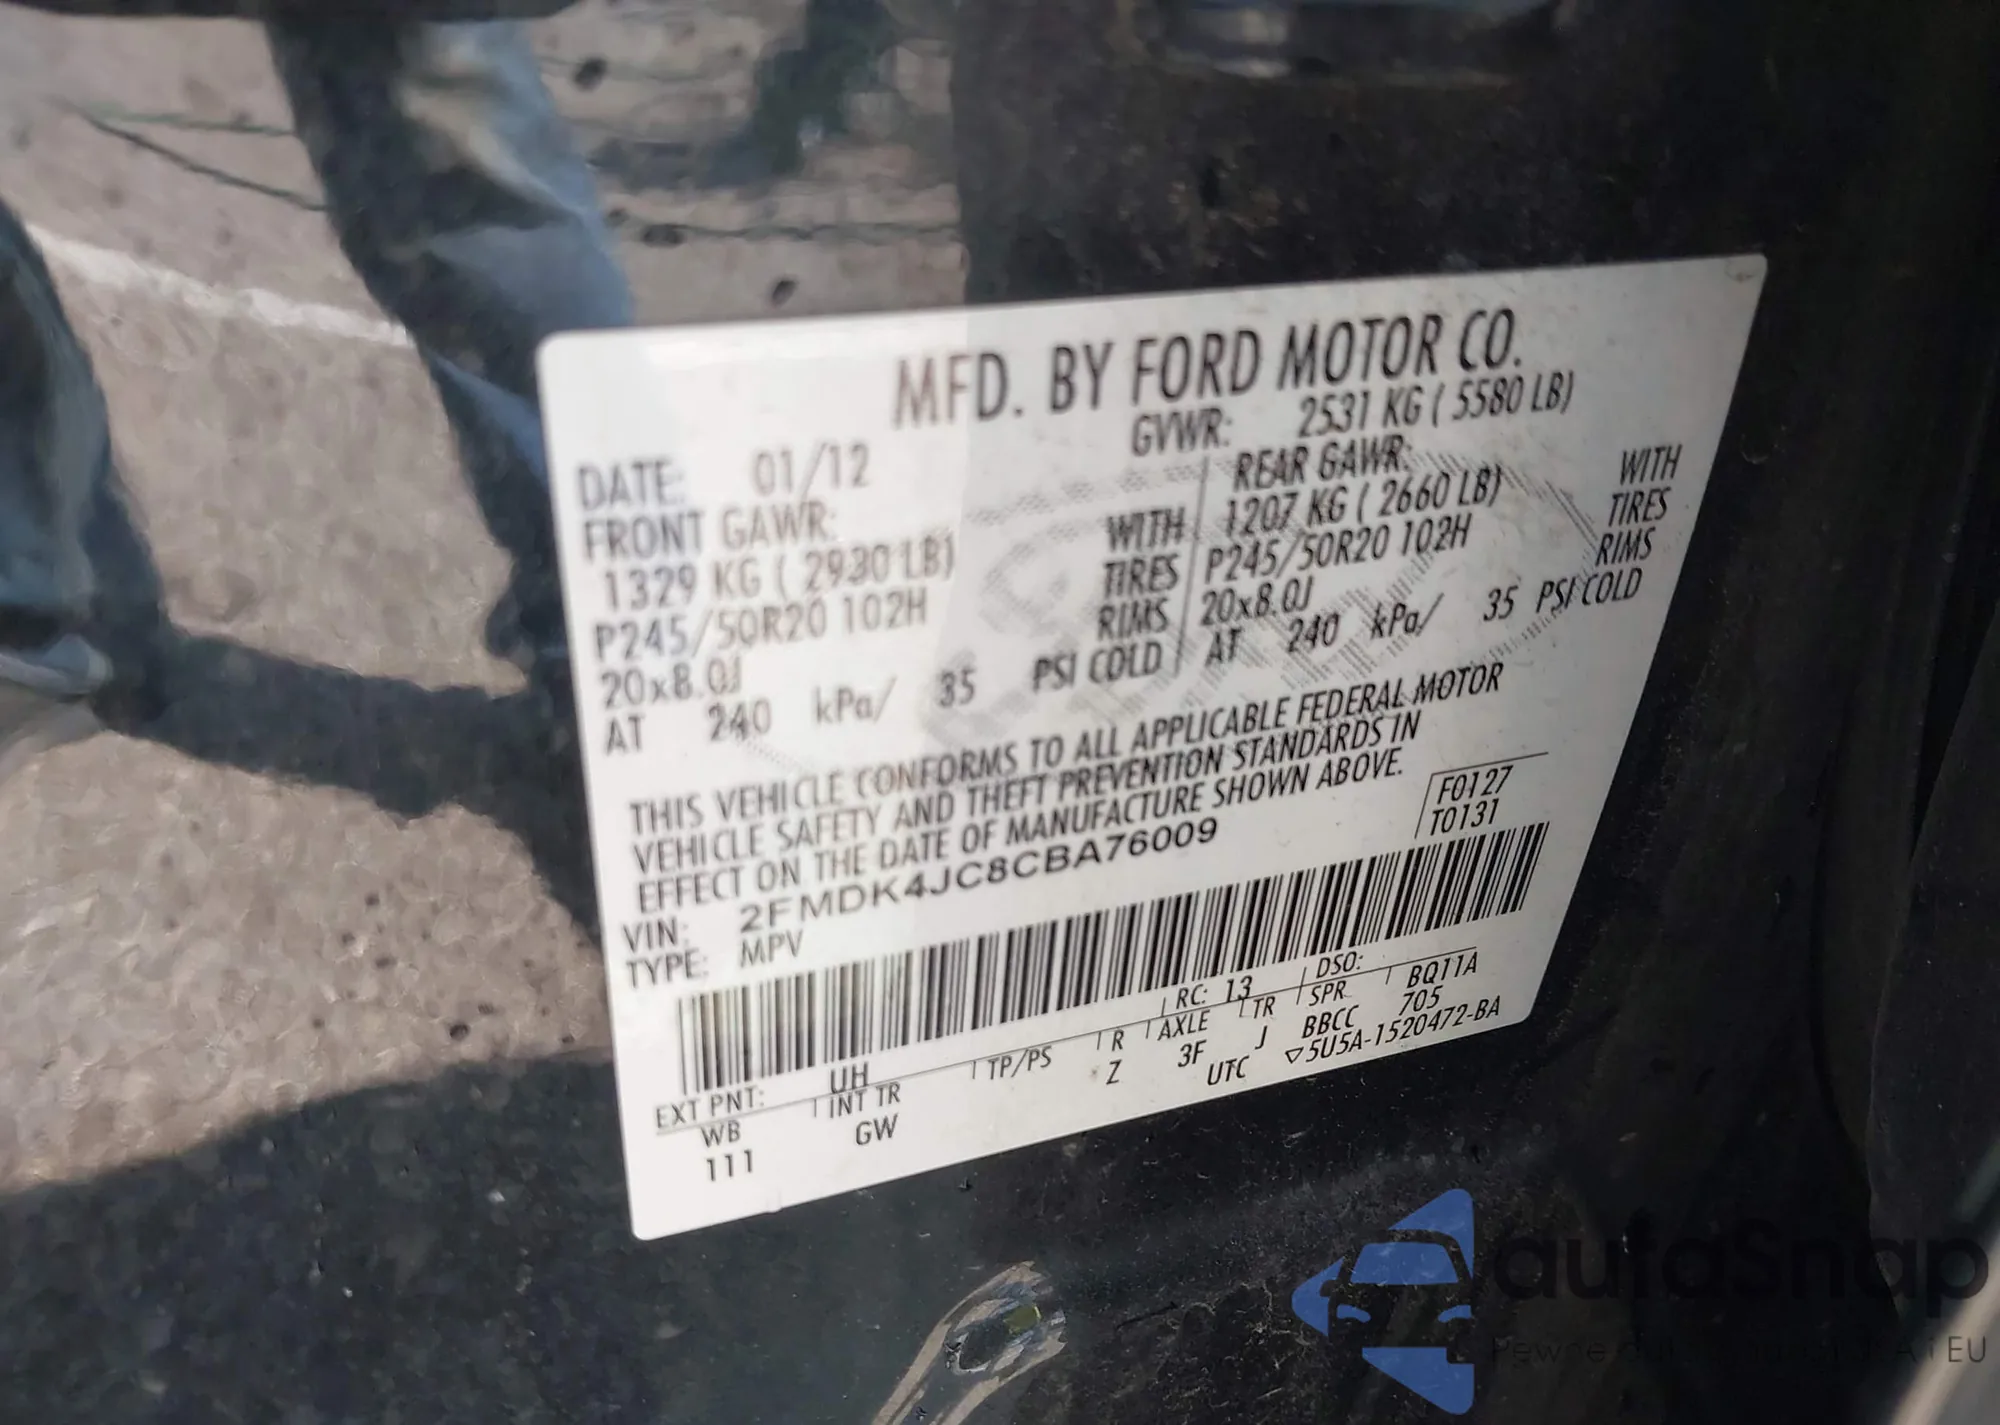 MFD. BY FORD MOTOR CO.
DATE: 01/12 GVWR: 2531 KG ( 5580 LB)
FRONT GAWR: REAR GAWR:
1329 KG ( 2930 LB) WITH 1207 KG ( 2660 LB) WITH
P245/50R20 102H TIRES P245/50R20 102H TIRES
20x8.0J RIMS 20x8.0J RIMS
AT 240 kPa/ 35 PSI COLD AT 240 kPa/ 35 PSI COLD
THIS VEHICLE CONFORMS TO ALL APPLICABLE FEDERAL MOTOR
VEHICLE SAFETY AND THEFT PREVENTION STANDARDS IN
EFFECT ON THE DATE OF MANUFACTURE SHOWN ABOVE.
F0127
T0131
VIN: 2FMDK4JC8CBA76009
TYPE: MPV
EXT PNT: UH RC: 13 DSO: BQ11A
WB INT TR TP/PS R AXLE TR SPR
111 GW Z 3F J BBCC 705
UTC ▽5U5A-1520472-BA
autoSnap
EU